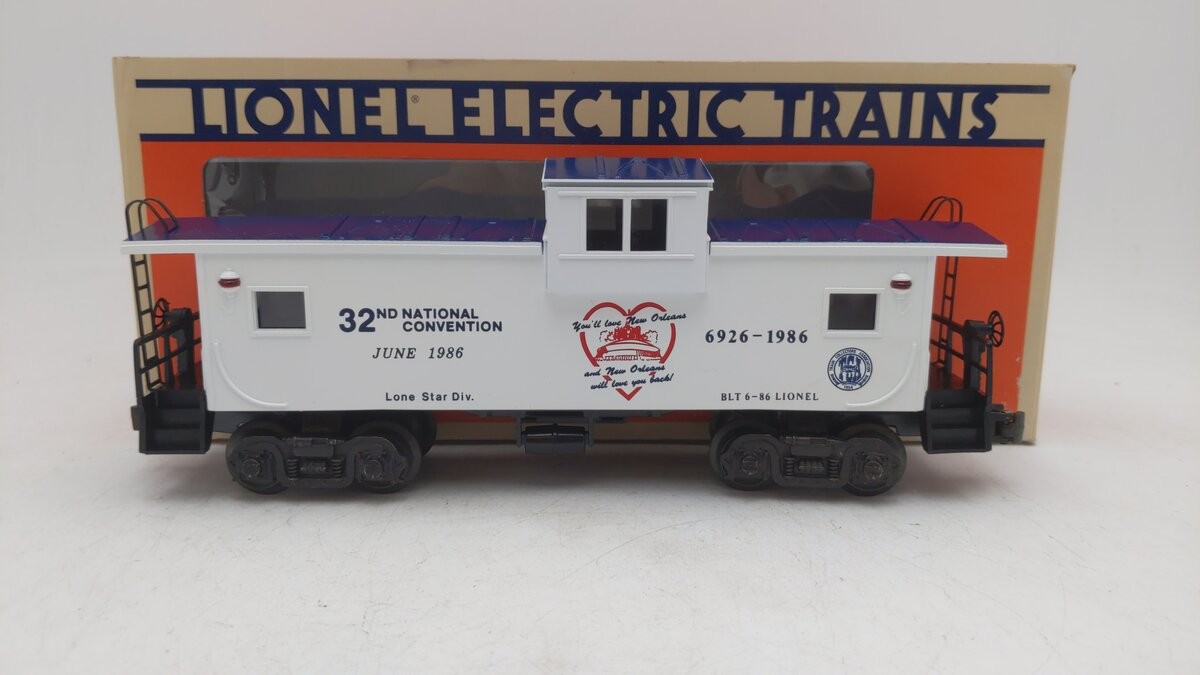 LIONEL® ELECTRIC TRAINS
32ND NATIONAL
CONVENTION
JUNE 1986
Lone Star Div.
You'll love New Orleans
and New Orleans
will love you back!
6926-1986
BLT 6-86 LIONEL